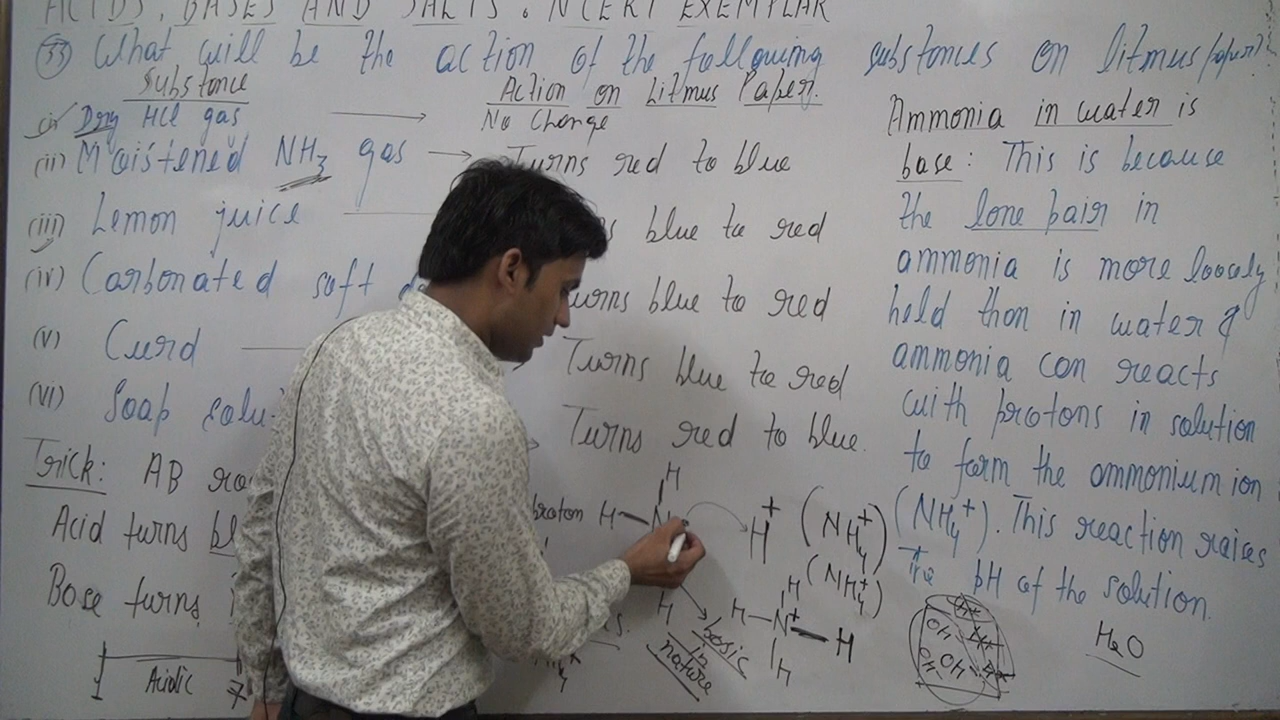 ACIDS, BASES AND SALTS. NCERT EXEMPLAR
33 What will be the action of the following substances on litmus paper?
Substance
Action on Litmus Paper.
(i) Dry HCl gas
No Change
(ii) Moistened NH3 gas
Turns red to blue
(iii) Lemon juice
blue to red
(iv) Carbonated soft
Turns blue to red
(v) Curd
Turns blue to red
(vi) Soap
Turns red to blue.
Trick: AB
Acid turns
Base turns
Acidic
7
proton
H
H N H+
H
basic
in
nature
(NH4+)
(NH4+)
H
H N+ H
H
Ammonia in water is
base: This is because
the lone pair in
ammonia is more loosely
held than in water &
ammonia can reacts
with protons in solution
to form the ammonium ion
(NH4+). This reaction raises
the pH of the solution.
OH-
OH- OH-
H2O